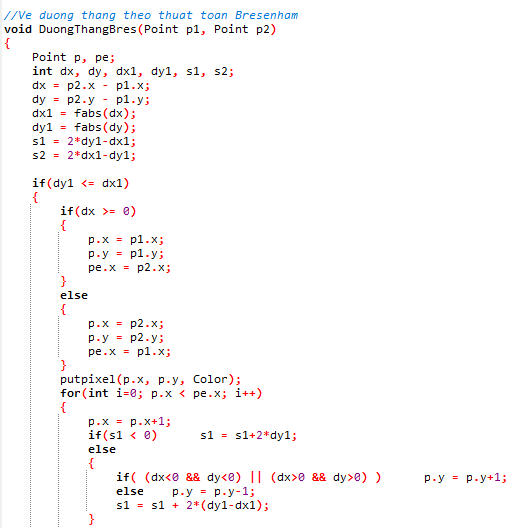 //Ve duong thang theo thuat toan Bresenham
void DuongThangBres(Point p1, Point p2)
{
    Point p, pe;
    int dx, dy, dx1, dy1, s1, s2;
    dx = p2.x - p1.x;
    dy = p2.y - p1.y;
    dx1 = fabs(dx);
    dy1 = fabs(dy);
    s1 = 2*dy1-dx1;
    s2 = 2*dx1-dy1;

    if(dy1 <= dx1)
    {
        if(dx >= 0)
        {
            p.x = p1.x;
            p.y = p1.y;
            pe.x = p2.x;
        }
        else
        {
            p.x = p2.x;
            p.y = p2.y;
            pe.x = p1.x;
        }
        putpixel(p.x, p.y, Color);
        for(int i=0; p.x < pe.x; i++)
        {
            p.x = p.x+1;
            if(s1 < 0)      s1 = s1+2*dy1;
            else
            {
                if( (dx<0 && dy<0) || (dx>0 && dy>0) )      p.y = p.y+1;
                else    p.y = p.y-1;
                s1 = s1 + 2*(dy1-dx1);
            }